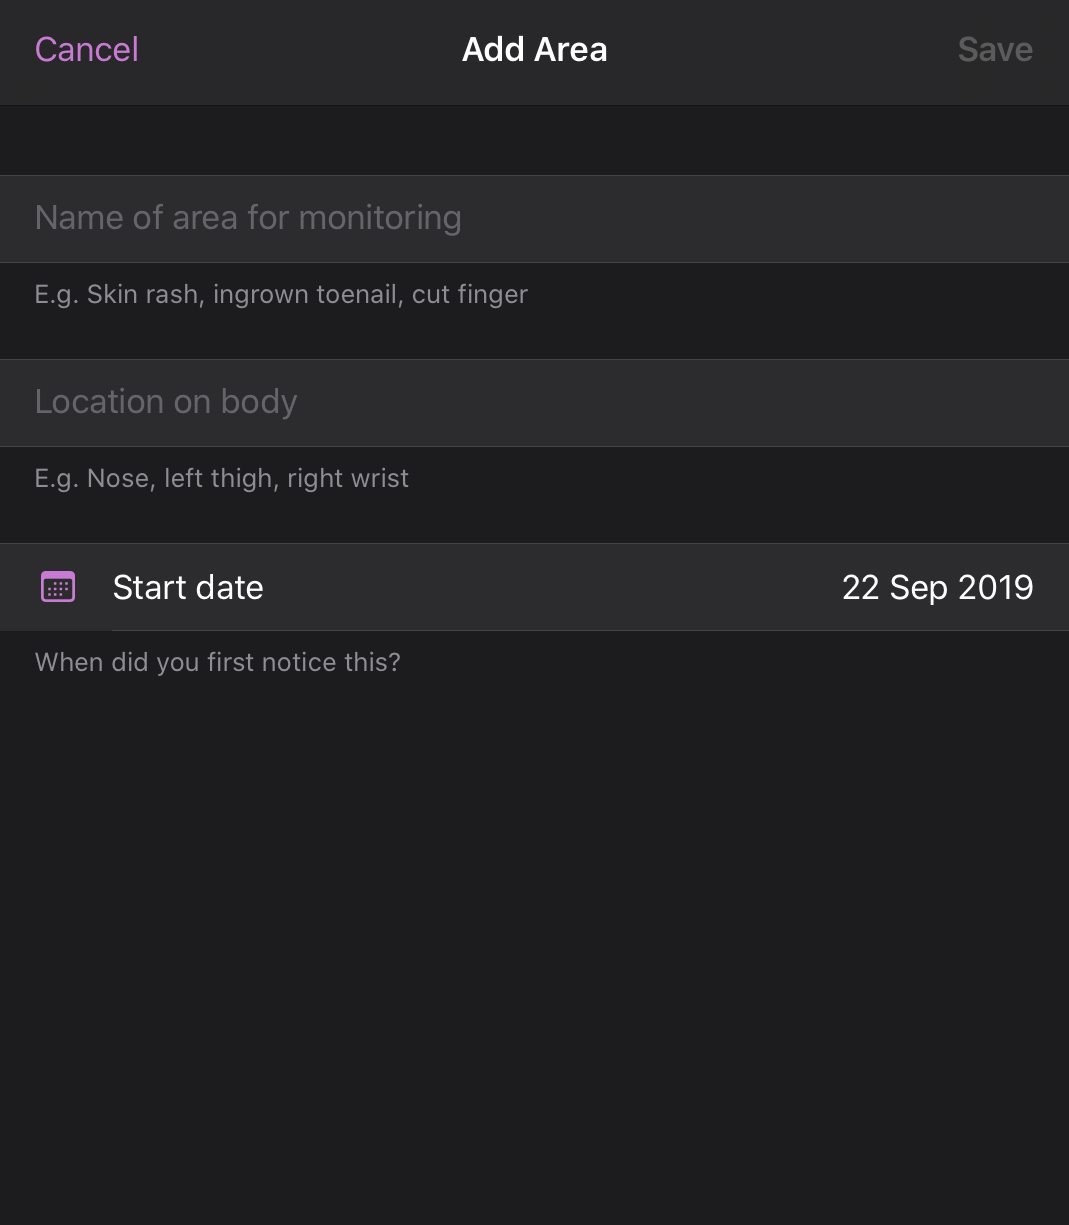 Cancel Add Area Save
Name of area for monitoring
E.g. Skin rash, ingrown toenail, cut finger
Location on body
E.g. Nose, left thigh, right wrist
Start date 22 Sep 2019
When did you first notice this?